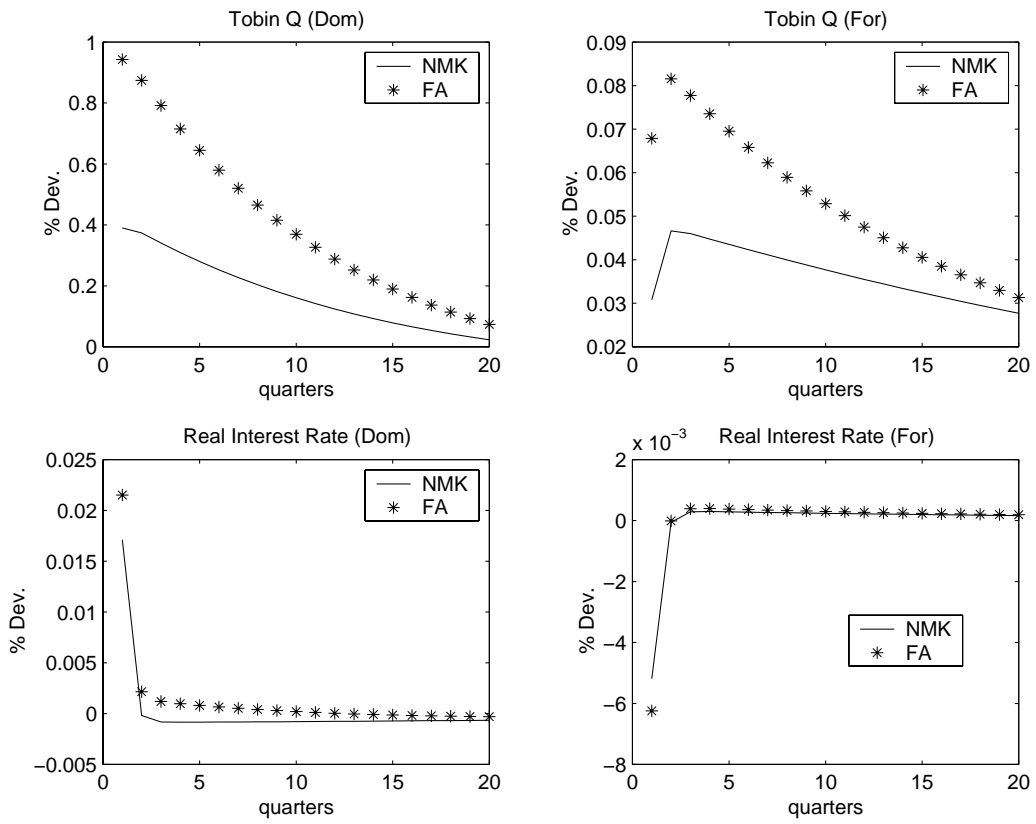 Tobin Q (Dom)
1
0.8
0.6
0.4
0.2
0
% Dev.
NMK
FA
0
5
10
15
20
quarters
Tobin Q (For)
0.09
0.08
0.07
0.06
0.05
0.04
0.03
0.02
% Dev.
NMK
FA
0
5
10
15
20
quarters
Real Interest Rate (Dom)
0.025
0.02
0.015
0.01
0.005
0
−0.005
% Dev.
NMK
FA
0
5
10
15
20
quarters
x 10⁻³
Real Interest Rate (For)
2
0
−2
−4
−6
−8
% Dev.
NMK
FA
0
5
10
15
20
quarters